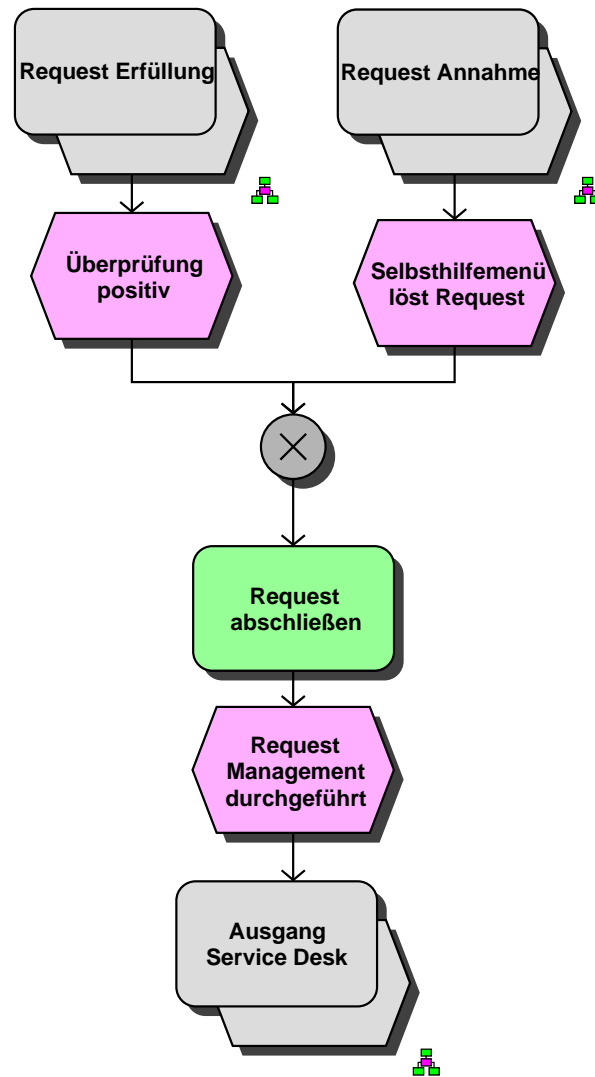 Request Erfüllung
Request Annahme
Überprüfung
positiv
Selbsthilfemenü
löst Request
Request
abschließen
Request
Management
durchgeführt
Ausgang
Service Desk